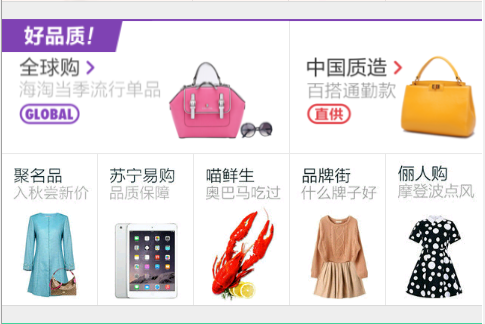 好品质!
全球购 >
海淘当季流行单品
GLOBAL
中国质造 >
百搭通勤款
直供
聚名品
入秋尝新价
苏宁易购
品质保障
喵鲜生
奥巴马吃过
品牌街
什么牌子好
俪人购
摩登波点风